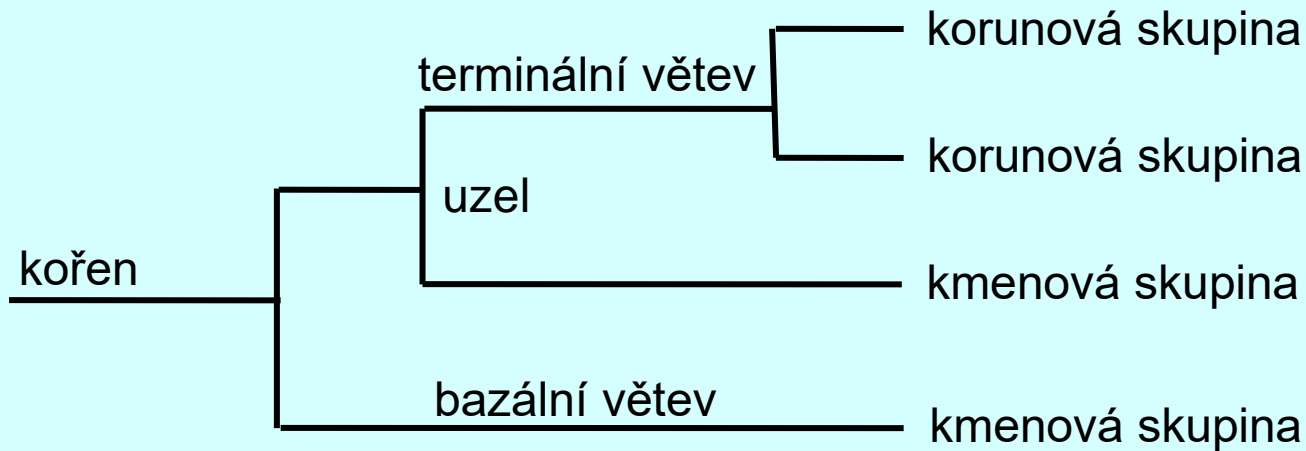 korunová skupina
terminální větev
korunová skupina
uzel
kořen
kmenová skupina
bazální větev
kmenová skupina